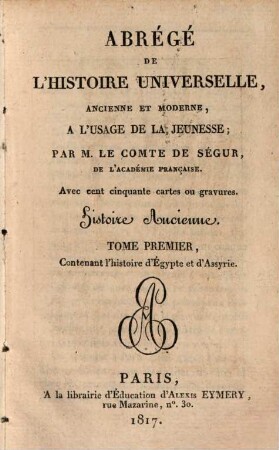 ABRÉGÉ
DE
L'HISTOIRE UNIVERSELLE,
ANCIENNE ET MODERNE,
A L'USAGE DE LA JEUNESSE;
PAR M. LE COMTE DE SÉGUR,
DE L'ACADÉMIE FRANÇAISE.
Avec cent cinquante cartes ou gravures.
Histoire Ancienne.
TOME PREMIER,
Contenant l'histoire d'Égypte et d'Assyrie.
AE
PARIS,
A la librairie d'Éducation d'ALEXIS EYMERY,
rue Mazarine, n°. 30.
1817.